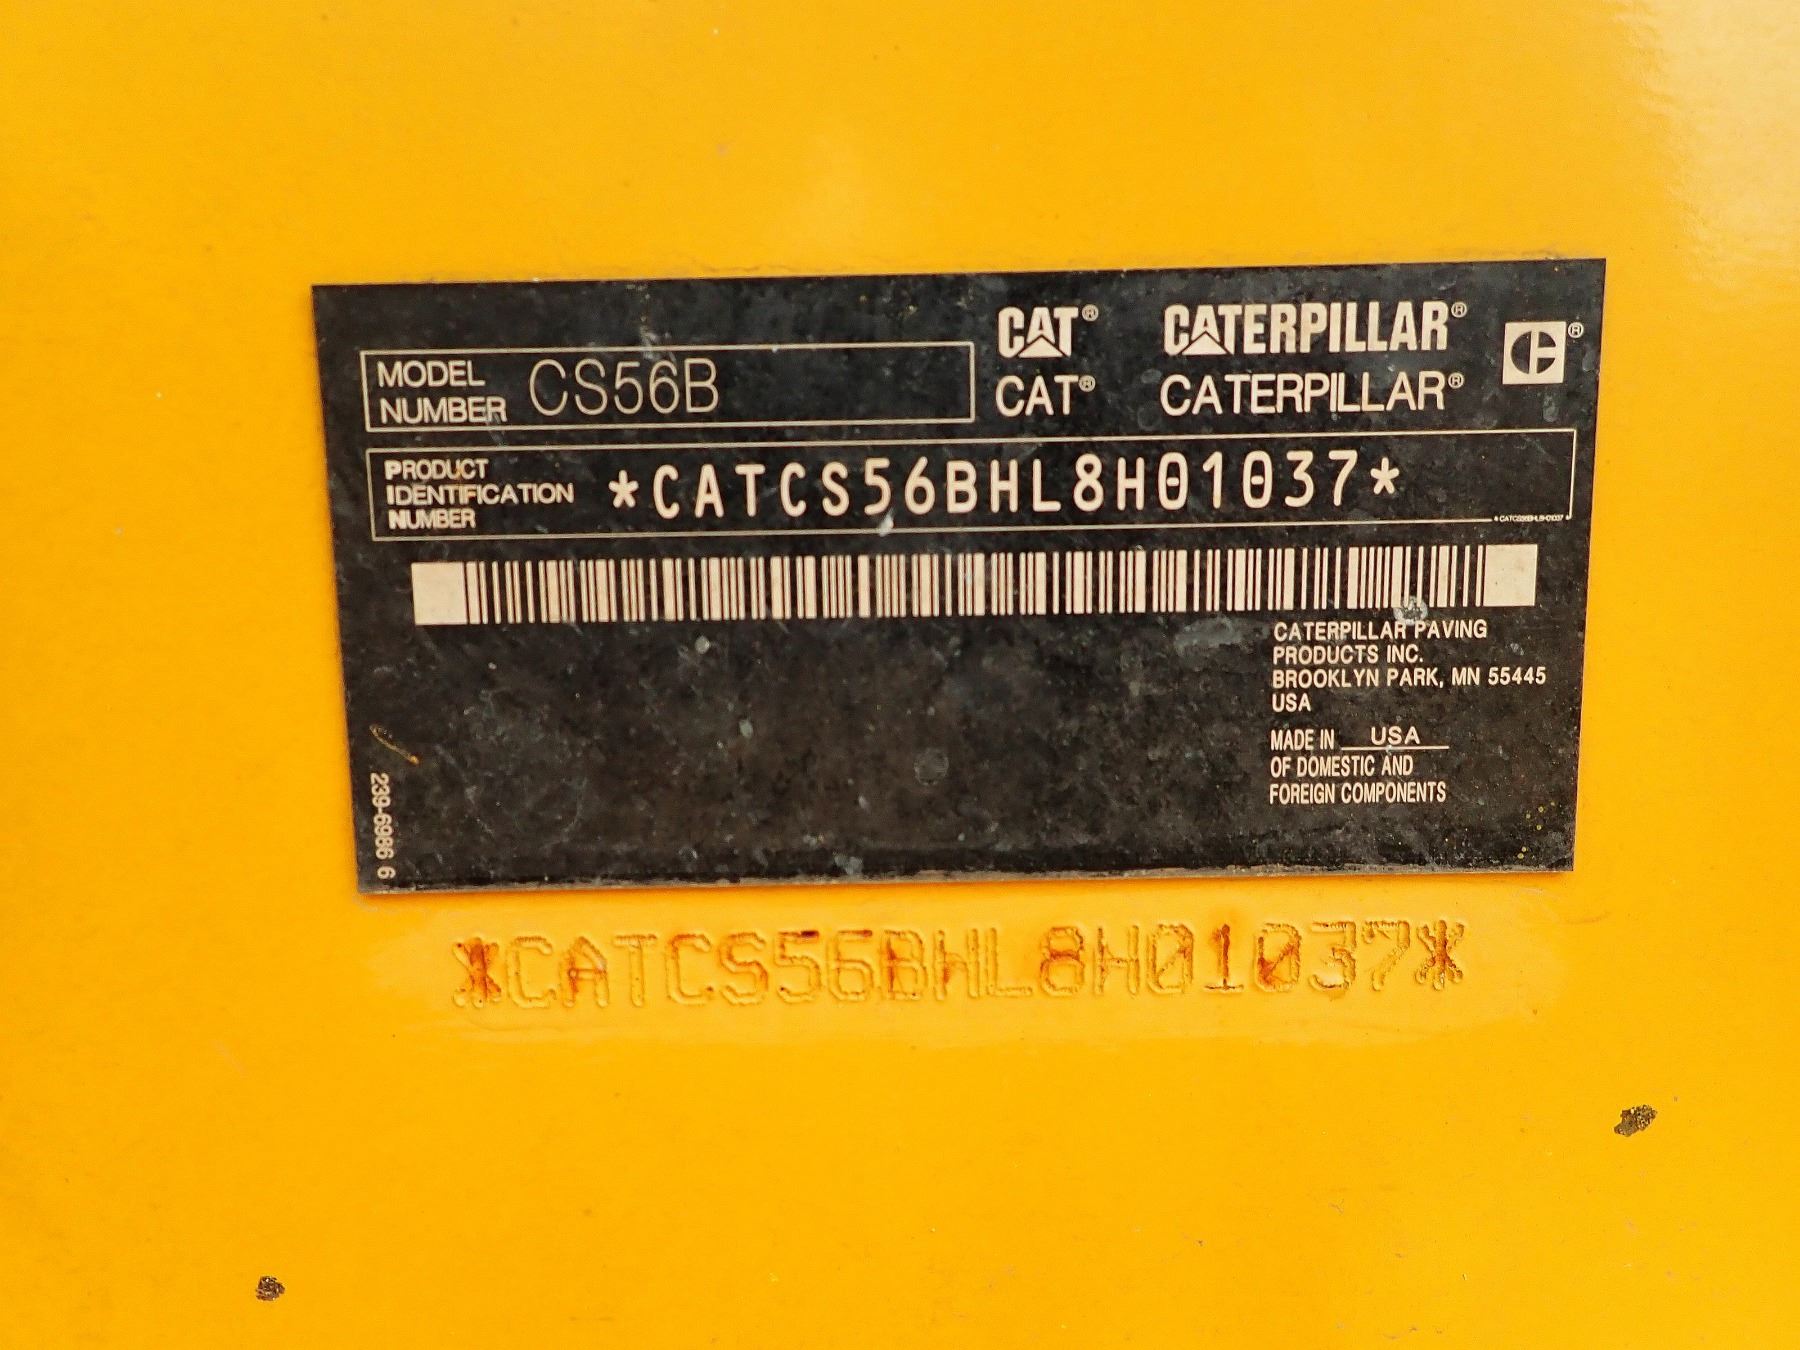 CAT® CATERPILLAR®
MODEL NUMBER CS56B
CAT® CATERPILLAR®
PRODUCT IDENTIFICATION NUMBER *CATCS56BHL8H01037*
*CATCS56BHL8H01037*
CATERPILLAR PAVING
PRODUCTS INC.
BROOKLYN PARK, MN 55445
USA
MADE IN USA
OF DOMESTIC AND
FOREIGN COMPONENTS
239-6986 6
*CATCS56BHL8H01037*